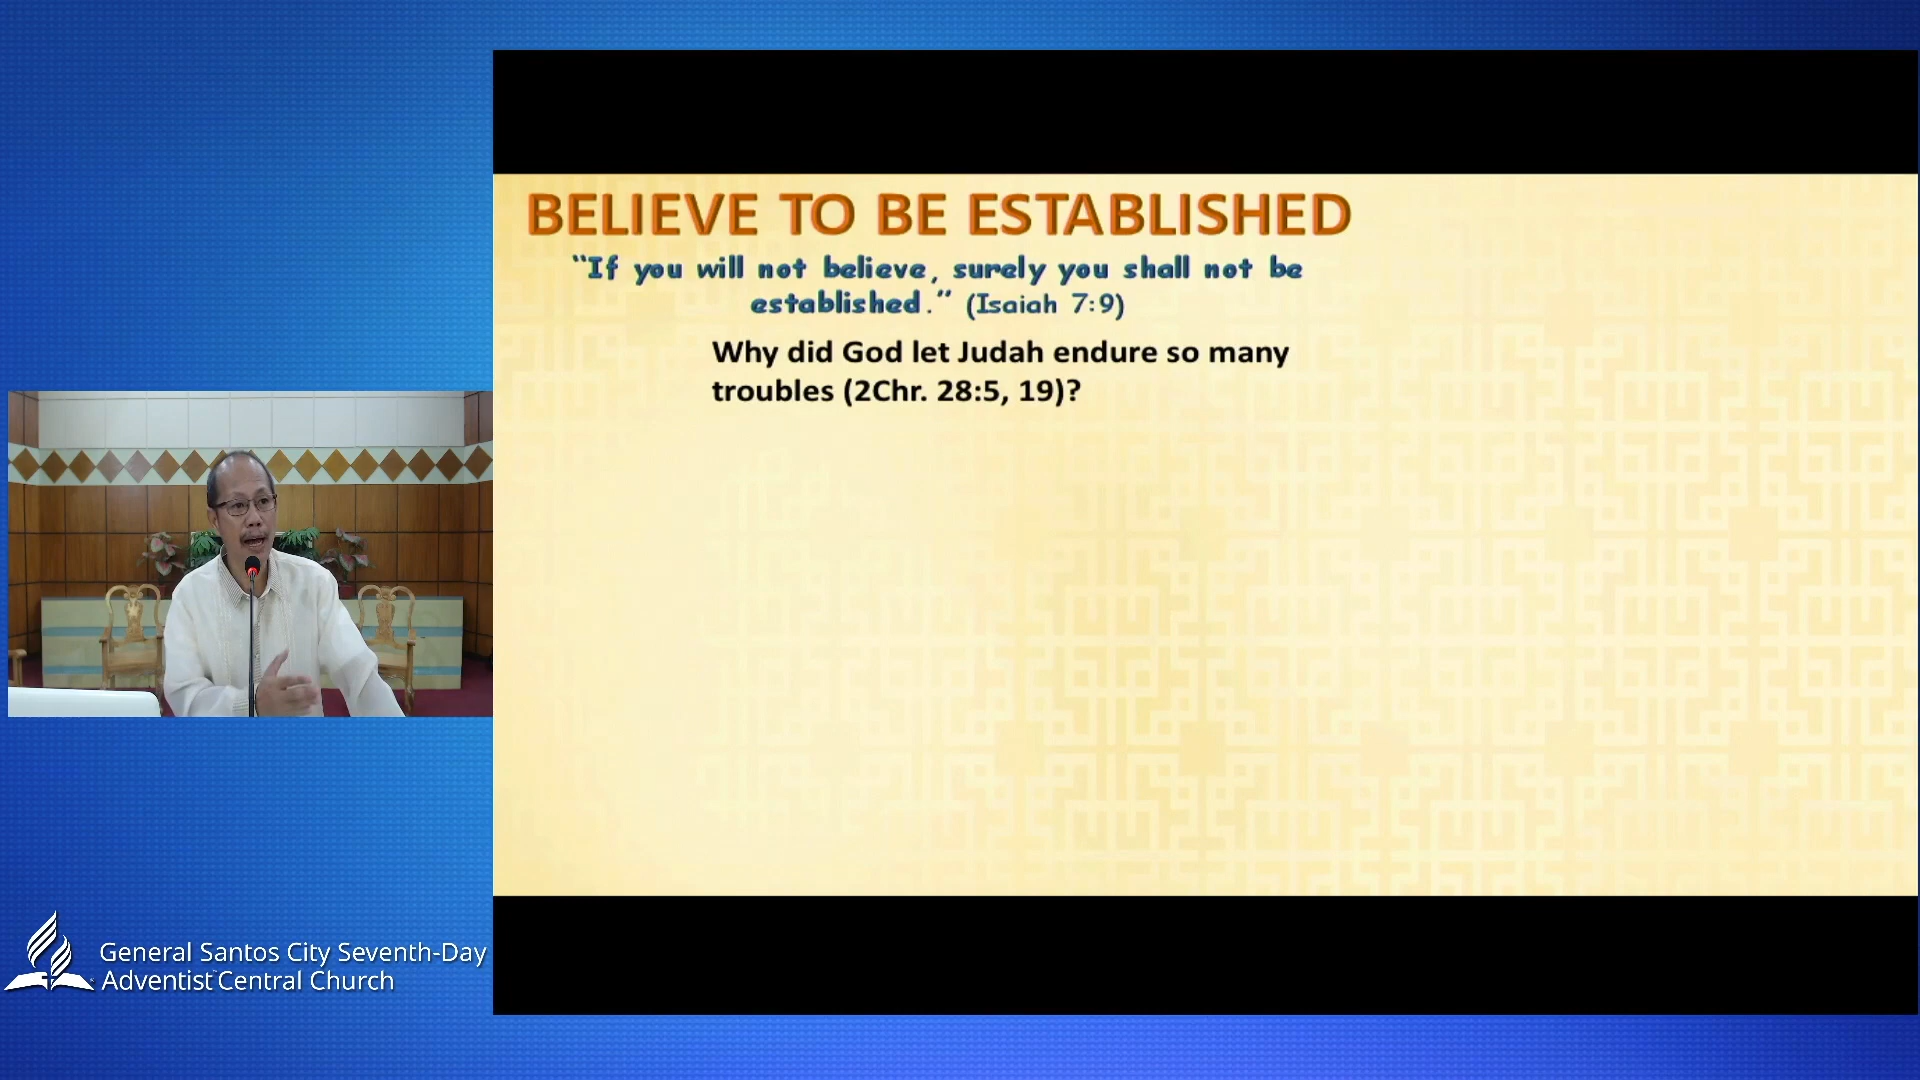 BELIEVE TO BE ESTABLISHED
“If you will not believe, surely you shall not be
established.” (Isaiah 7:9)
Why did God let Judah endure so many
troubles (2Chr. 28:5, 19)?
General Santos City Seventh-Day
Adventist Central Church